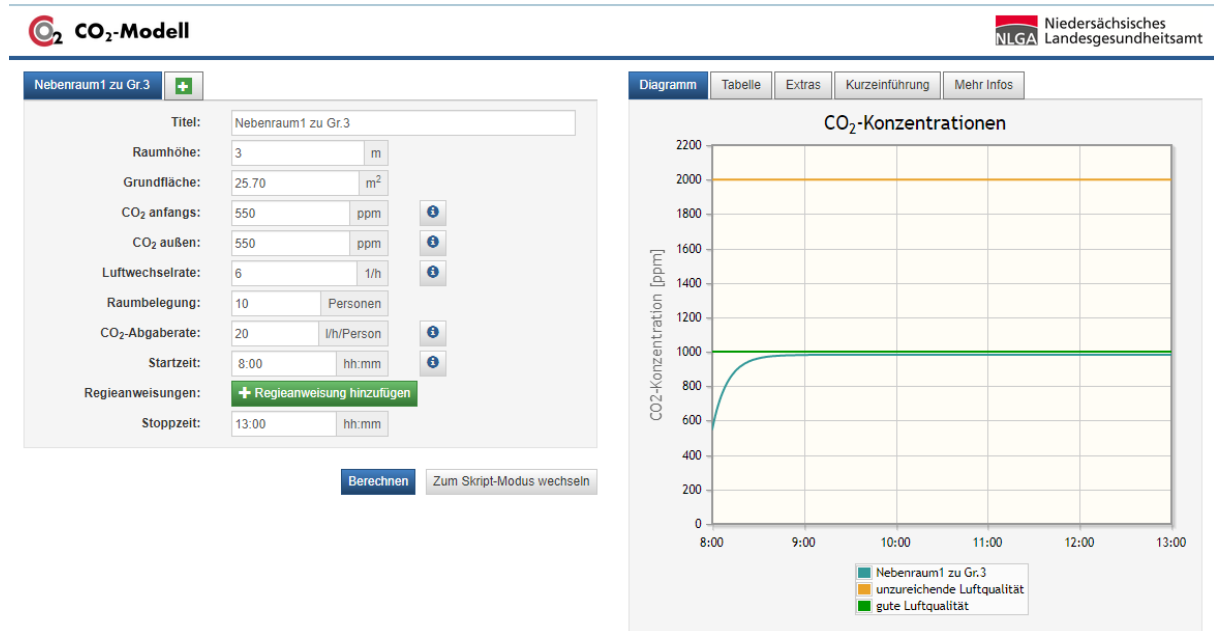 CO₂ CO₂-Modell
NLGA Niedersächsisches
Landesgesundheitsamt
Nebenraum1 zu Gr.3
Titel: Nebenraum1 zu Gr.3
Raumhöhe: 3 m
Grundfläche: 25.70 m²
CO₂ anfangs: 550 ppm
CO₂ außen: 550 ppm
Luftwechselrate: 6 1/h
Raumbelegung: 10 Personen
CO₂-Abgaberate: 20 l/h/Person
Startzeit: 8:00 hh:mm
Regieanweisungen: Regieanweisung hinzufügen
Stoppzeit: 13:00 hh:mm
Berechnen Zum Skript-Modus wechseln
Diagramm Tabelle Extras Kurzeinführung Mehr Infos
CO₂-Konzentrationen
CO2-Konzentration [ppm]
2200
2000
1800
1600
1400
1200
1000
800
600
400
200
0
8:00 9:00 10:00 11:00 12:00 13:00
Nebenraum1 zu Gr.3
unzureichende Luftqualität
gute Luftqualität